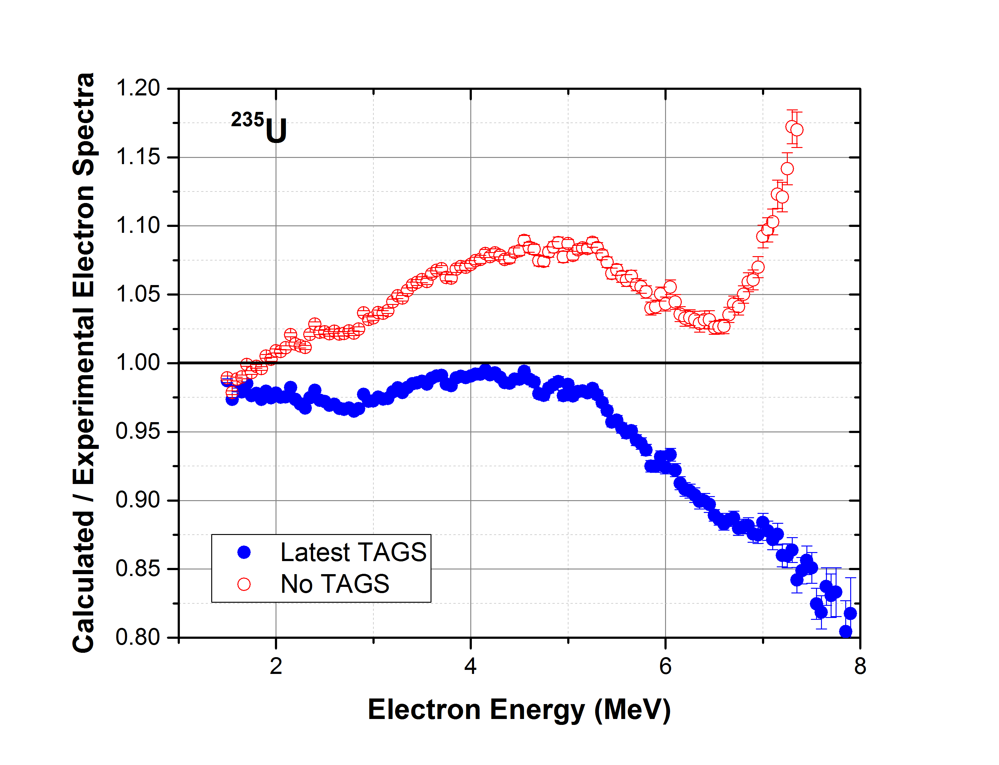 Calculated / Experimental Electron Spectra
1.20
1.15
1.10
1.05
1.00
0.95
0.90
0.85
0.80
235U
Latest TAGS
No TAGS
2 4 6 8
Electron Energy (MeV)